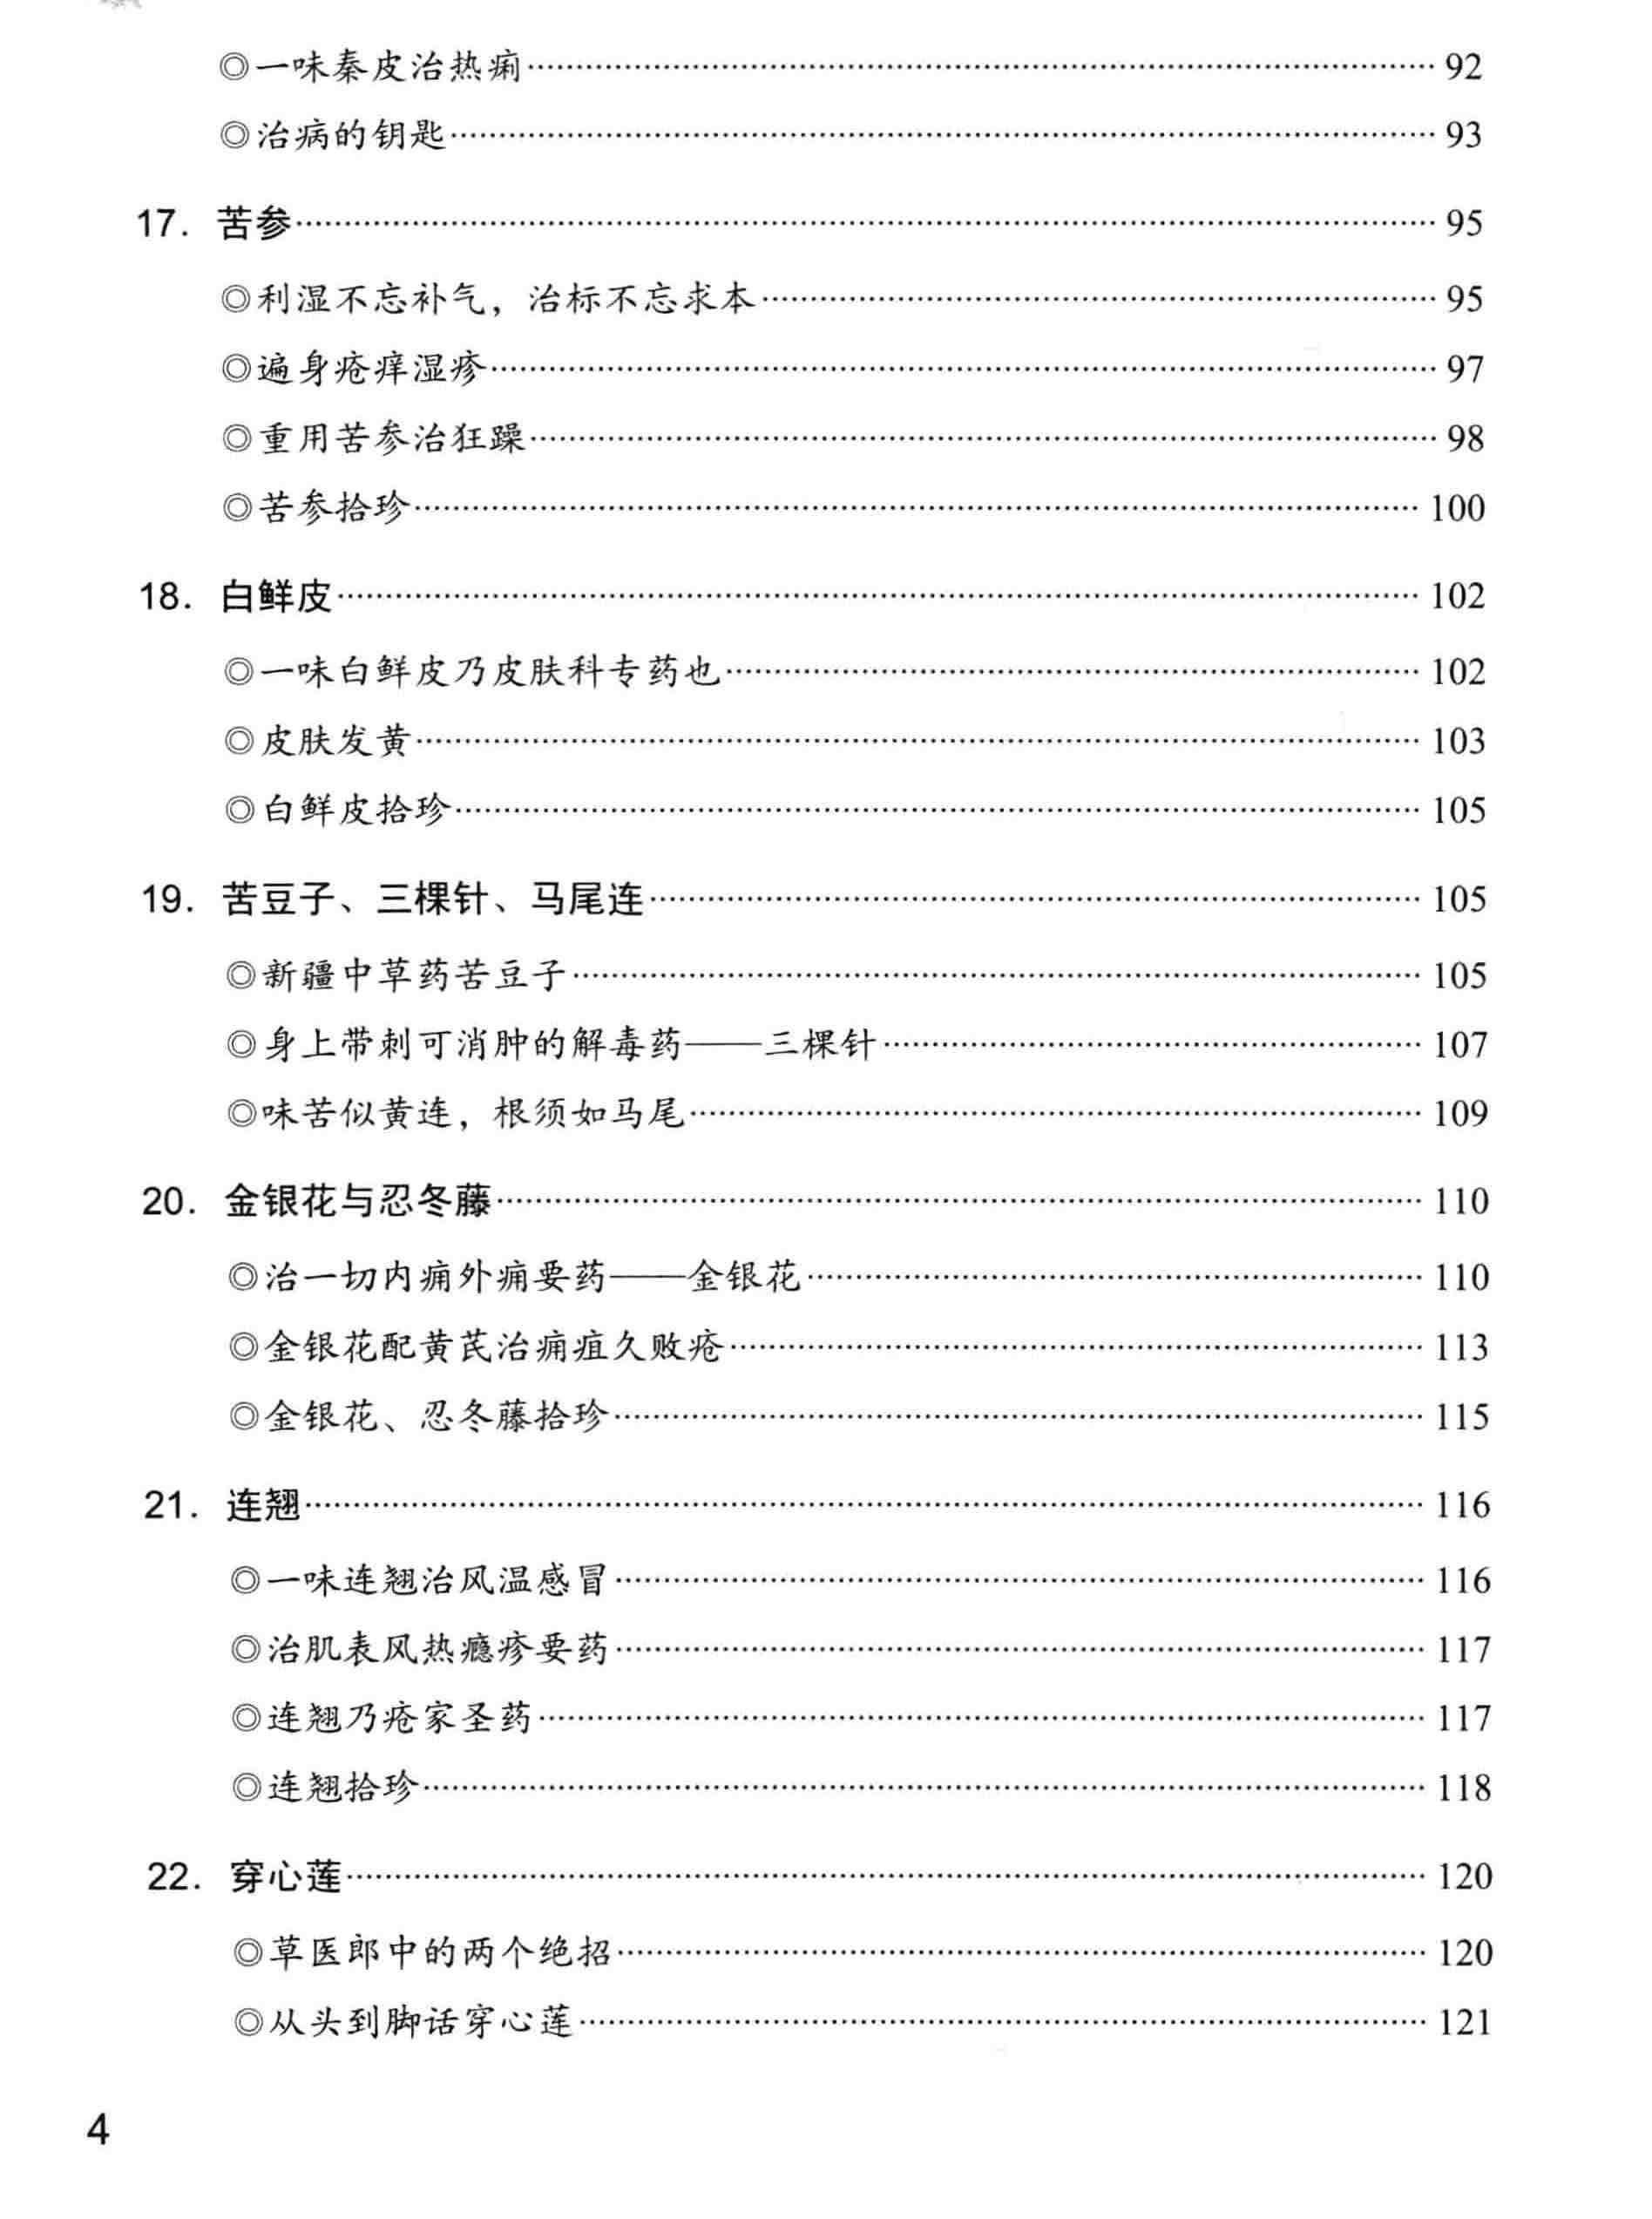 ◎一味秦皮治热痢……92
◎治病的钥匙……93
17. 苦参……95
◎利湿不忘补气，治标不忘求本……95
◎遍身疮痒湿疹……97
◎重用苦参治狂躁……98
◎苦参拾珍……100
18. 白鲜皮……102
◎一味白鲜皮乃皮肤科专药也……102
◎皮肤发黄……103
◎白鲜皮拾珍……105
19. 苦豆子、三棵针、马尾连……105
◎新疆中草药苦豆子……105
◎身上带刺可消肿的解毒药——三棵针……107
◎味苦似黄连，根须如马尾……109
20. 金银花与忍冬藤……110
◎治一切内痈外痈要药——金银花……110
◎金银花配黄芪治痈疽久败疮……113
◎金银花、忍冬藤拾珍……115
21. 连翘……116
◎一味连翘治风温感冒……116
◎治肌表风热瘾疹要药……117
◎连翘乃疮家圣药……117
◎连翘拾珍……118
22. 穿心莲……120
◎草医郎中的两个绝招……120
◎从头到脚话穿心莲……121
4